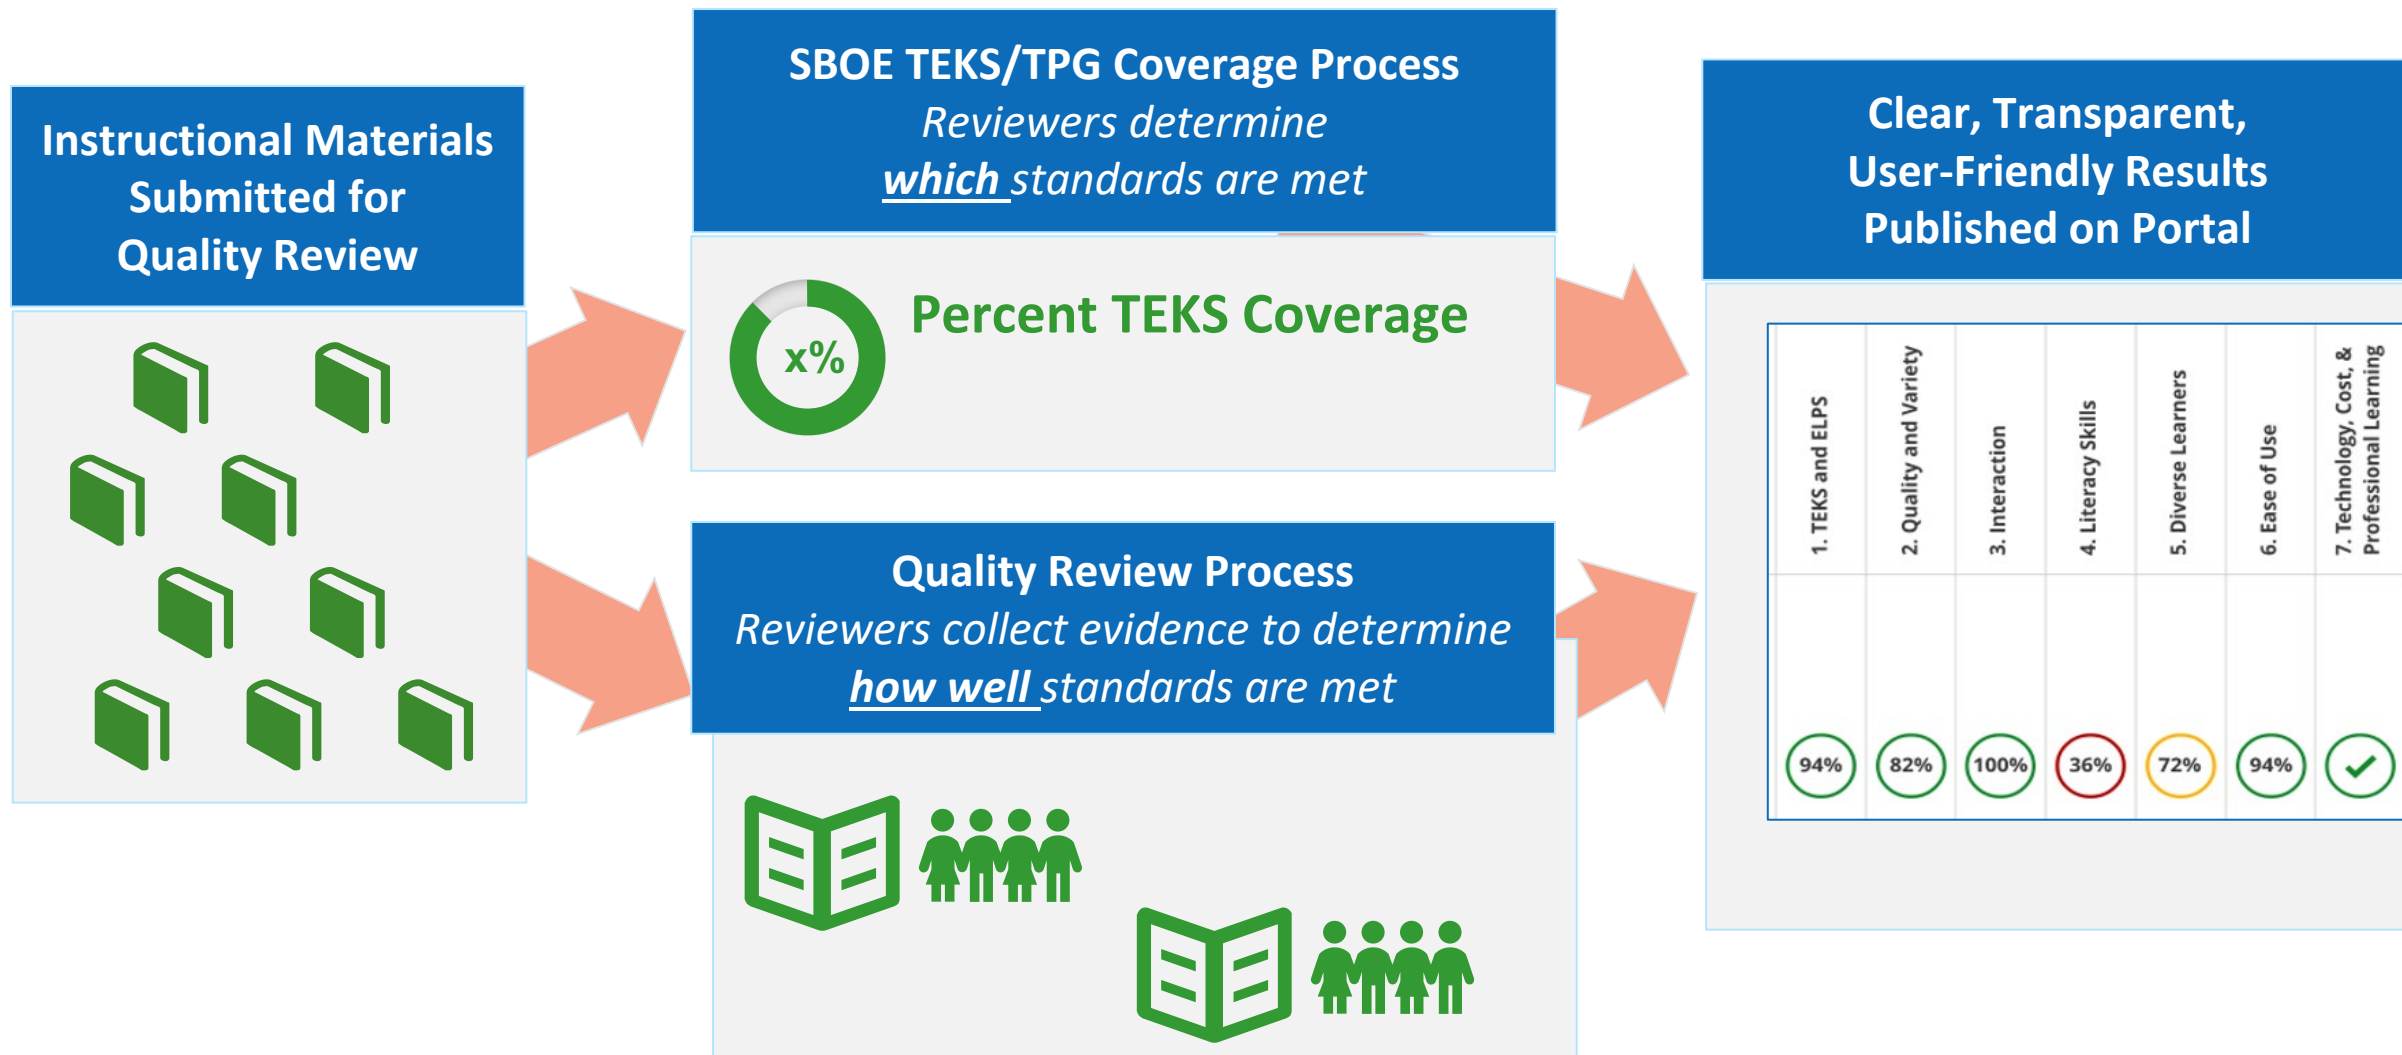 Instructional Materials
Submitted for
Quality Review
SBOE TEKS/TPG Coverage Process
Reviewers determine
which standards are met
x%
Percent TEKS Coverage
Quality Review Process
Reviewers collect evidence to determine
how well standards are met
Clear, Transparent,
User-Friendly Results
Published on Portal
1. TEKS and ELPS
2. Quality and Variety
3. Interaction
4. Literacy Skills
5. Diverse Learners
6. Ease of Use
7. Technology, Cost, &
Professional Learning
94%
82%
100%
36%
72%
94%